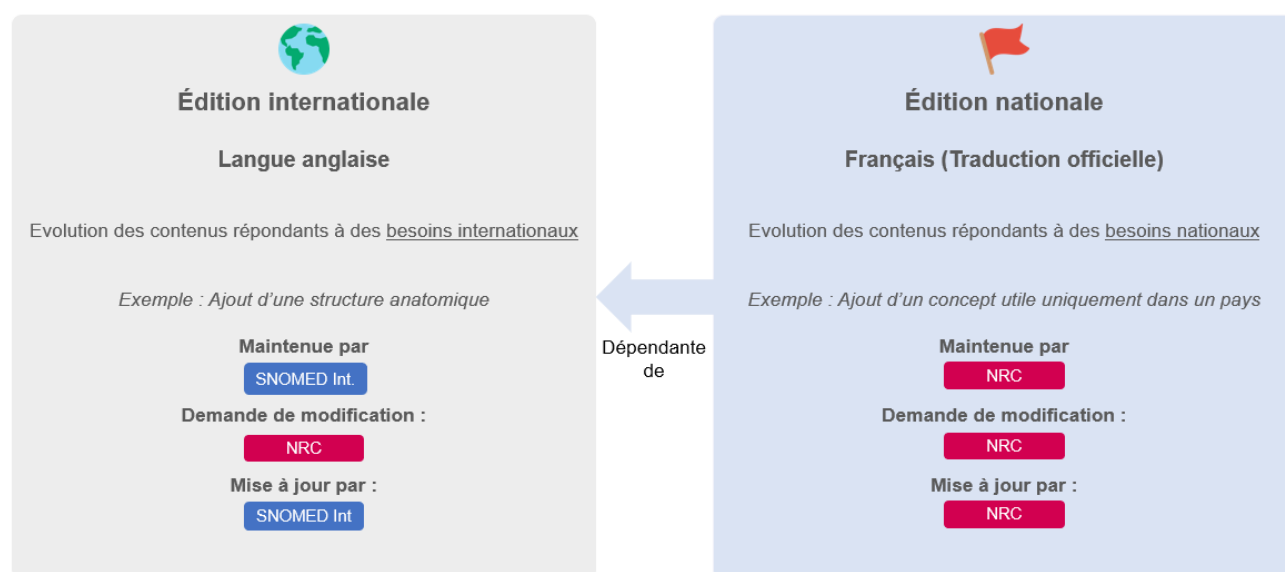 Édition internationale
Langue anglaise
Evolution des contenus répondants à des besoins internationaux
Exemple : Ajout d’une structure anatomique
Maintenue par
SNOMED Int.
Demande de modification :
NRC
Mise à jour par :
SNOMED Int
Dépendante
de
Édition nationale
Français (Traduction officielle)
Evolution des contenus répondants à des besoins nationaux
Exemple : Ajout d’un concept utile uniquement dans un pays
Maintenue par
NRC
Demande de modification :
NRC
Mise à jour par :
NRC